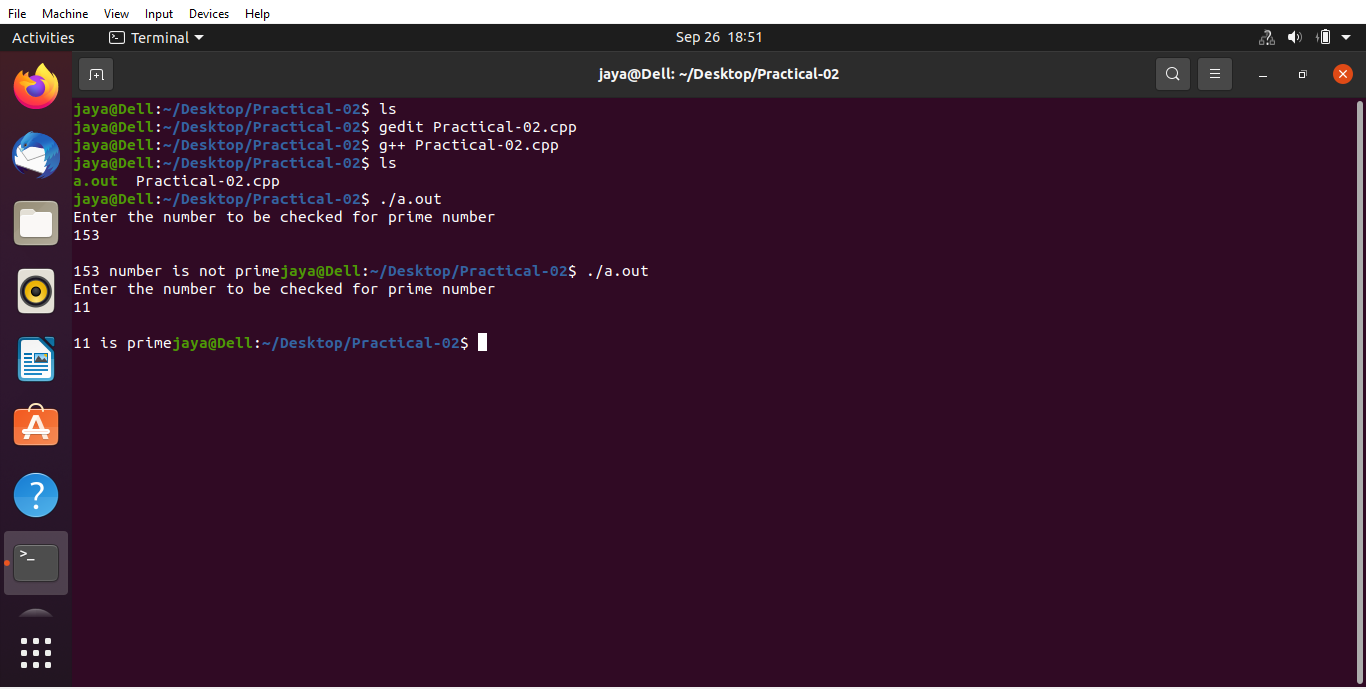 File Machine View Input Devices Help
Activities Terminal Sep 26 18:51
jaya@Dell: ~/Desktop/Practical-02
jaya@Dell:~/Desktop/Practical-02$ ls
jaya@Dell:~/Desktop/Practical-02$ gedit Practical-02.cpp
jaya@Dell:~/Desktop/Practical-02$ g++ Practical-02.cpp
jaya@Dell:~/Desktop/Practical-02$ ls
a.out  Practical-02.cpp
jaya@Dell:~/Desktop/Practical-02$ ./a.out
Enter the number to be checked for prime number
153
153 number is not primejaya@Dell:~/Desktop/Practical-02$ ./a.out
Enter the number to be checked for prime number
11
11 is primejaya@Dell:~/Desktop/Practical-02$